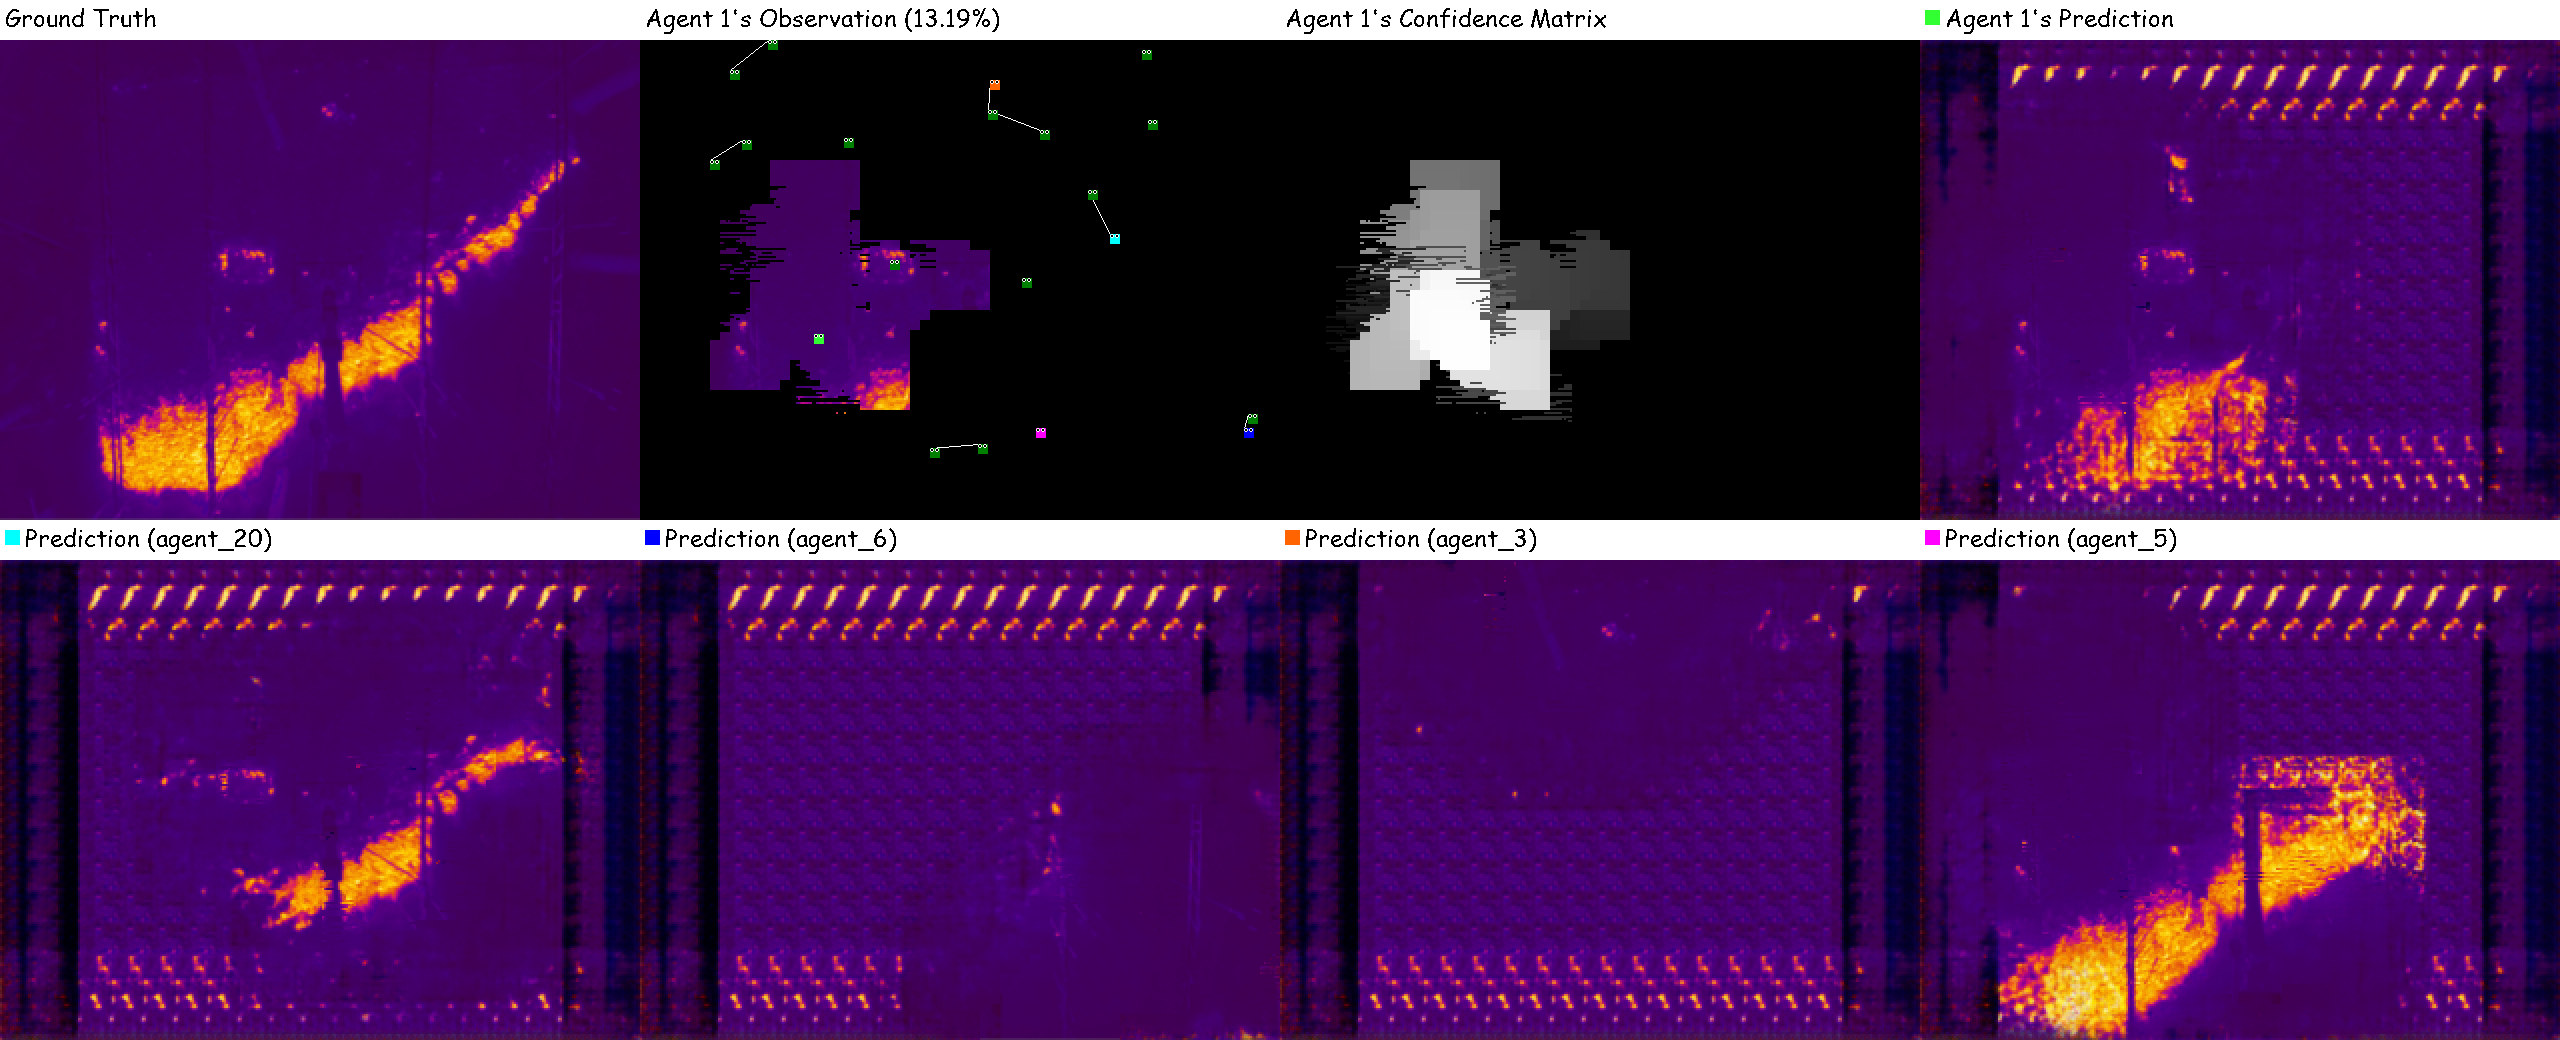 Ground Truth
Agent 1's Observation (13.19%)
Agent 1's Confidence Matrix
Agent 1's Prediction
Prediction (agent_20)
Prediction (agent_6)
Prediction (agent_3)
Prediction (agent_5)